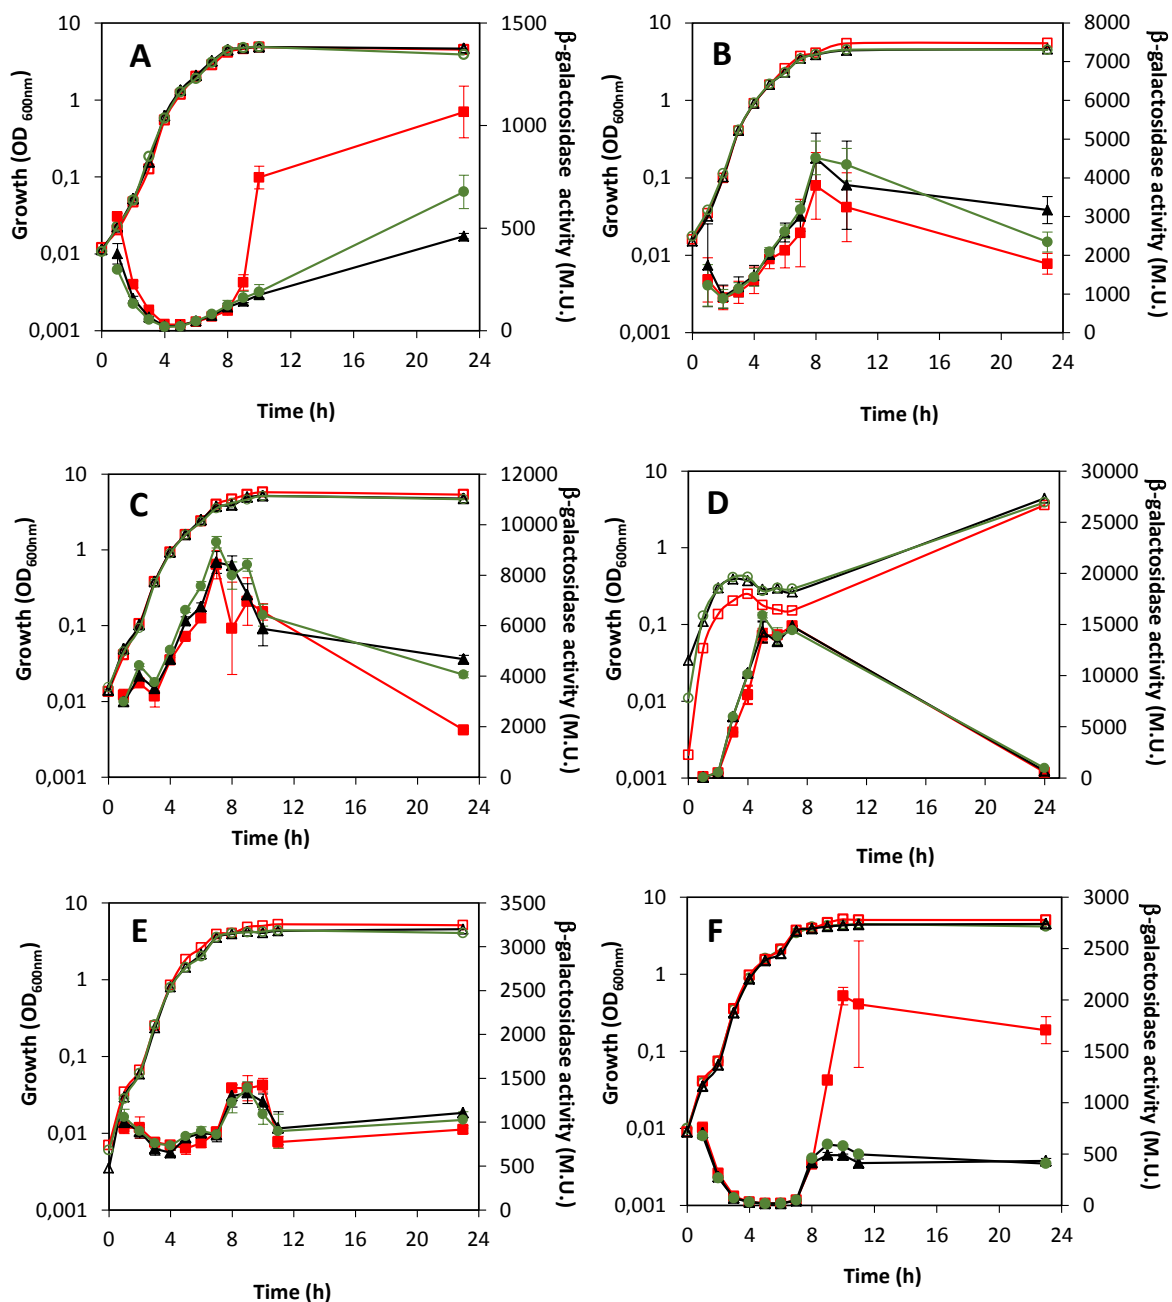 A
Growth (OD 600nm)
10
1
0,1
0,01
0,001
0 4 8 12 16 20 24
Time (h)
1500
1000
500
0
β-galactosidase activity (M.U.)
B
Growth (OD600nm)
10
1
0,1
0,01
0,001
0 4 8 12 16 20 24
Time (h)
8000
7000
6000
5000
4000
3000
2000
1000
0
β-galactosidase activity (M.U.)
C
Growth (OD600nm)
10
1
0,1
0,01
0,001
0 4 8 12 16 20 24
Time (h)
12000
10000
8000
6000
4000
2000
0
β-galactosidase activity (M.U.)
D
Growth (OD600nm)
10
1
0,1
0,01
0,001
0 4 8 12 16 20 24
Time (h)
30000
25000
20000
15000
10000
5000
0
β-galactosidase activity (M.U.)
E
Growth (OD600nm)
10
1
0,1
0,01
0,001
0 4 8 12 16 20 24
Time (h)
3500
3000
2500
2000
1500
1000
500
0
β-galactosidase activity (M.U.)
F
Growth (OD600nm)
10
1
0,1
0,01
0,001
0 4 8 12 16 20 24
Time (h)
3000
2500
2000
1500
1000
500
0
β-galactosidase activity (M.U.)